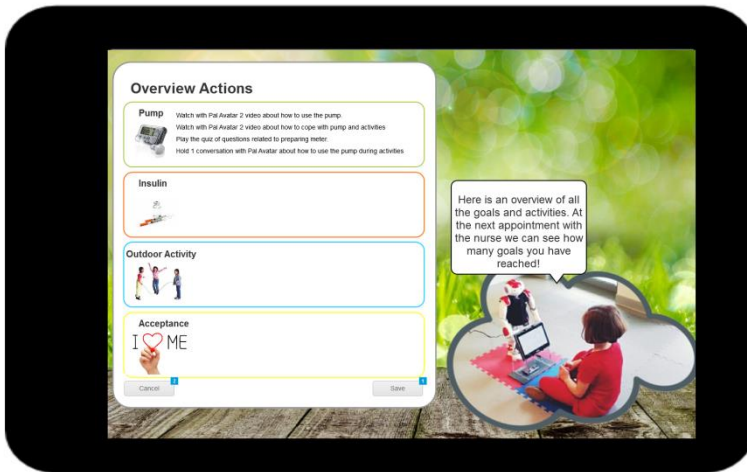 Overview Actions
Pump
Watch with Pal Avatar 2 video about how to use the pump
Watch with Pal Avatar 2 video about how to cope with pump and activities
Play the quiz of questions related to preparing meter
Hold 1 conversation with Pal Avatar about how to use the pump during activities
Insulin
Outdoor Activity
Acceptance
I ME
Cancel
2
Save
1
Here is an overview of all
the goals and activities. At
the next appointment with
the nurse we can see how
many goals you have
reached!